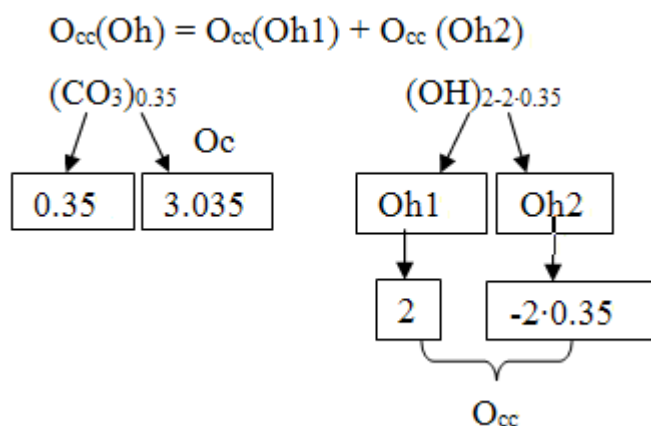 Occ(Oh) = Occ(Oh1) + Occ (Oh2)
(CO3)0.35 (OH)2-2·0.35
Oc
0.35 3.035 Oh1 Oh2
2 -2·0.35
Occ